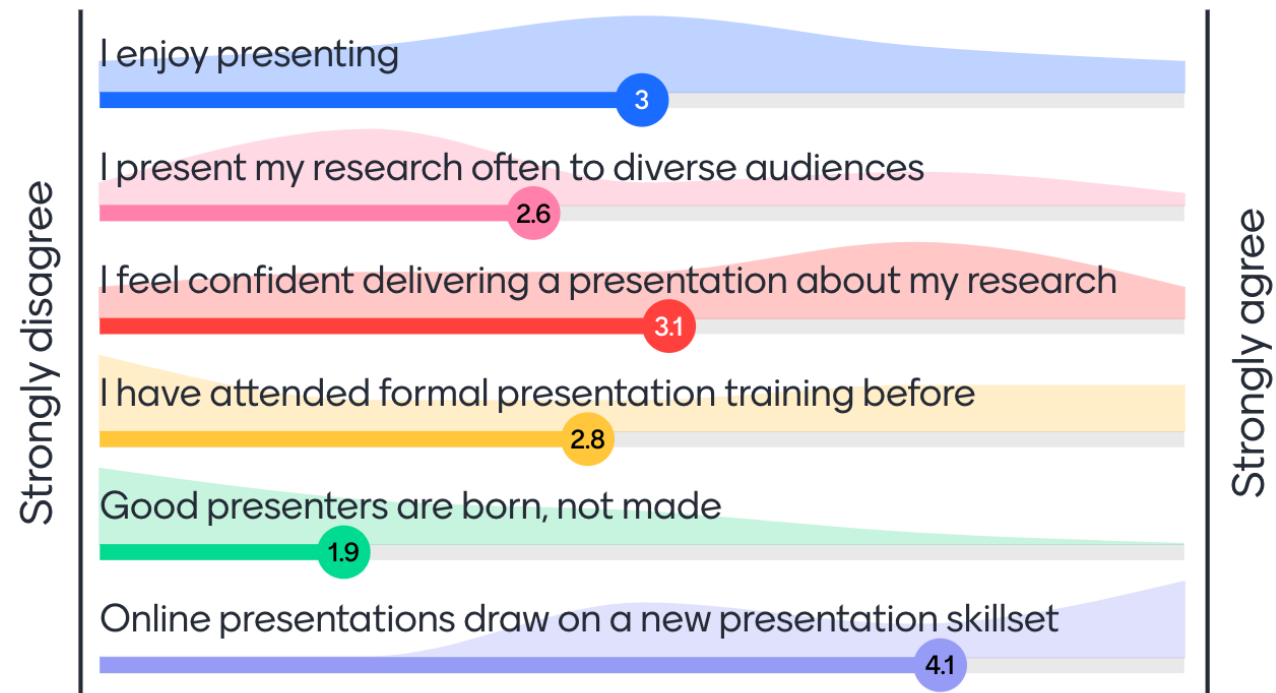 Strongly disagree
I enjoy presenting
3
I present my research often to diverse audiences
2.6
I feel confident delivering a presentation about my research
3.1
I have attended formal presentation training before
2.8
Good presenters are born, not made
1.9
Online presentations draw on a new presentation skillset
4.1
Strongly agree